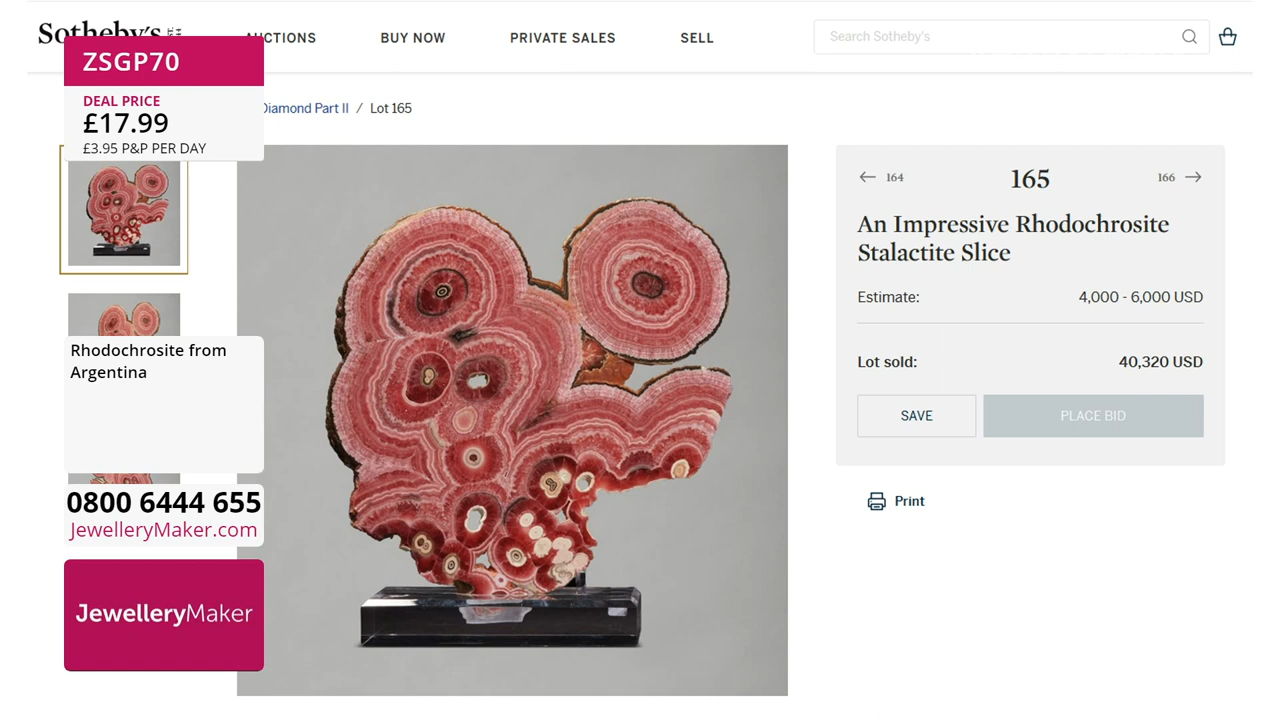 Sotheby's EST.
AUCTIONS
BUY NOW
PRIVATE SALES
SELL
Search Sotheby's
ZSGP70
DEAL PRICE
£17.99
£3.95 P&P PER DAY
Diamond Part II / Lot 165
164
165
166
An Impressive Rhodochrosite
Stalactite Slice
Estimate:
4,000 - 6,000 USD
Lot sold:
40,320 USD
SAVE
PLACE BID
Print
Rhodochrosite from
Argentina
0800 6444 655
JewelleryMaker.com
JewelleryMaker